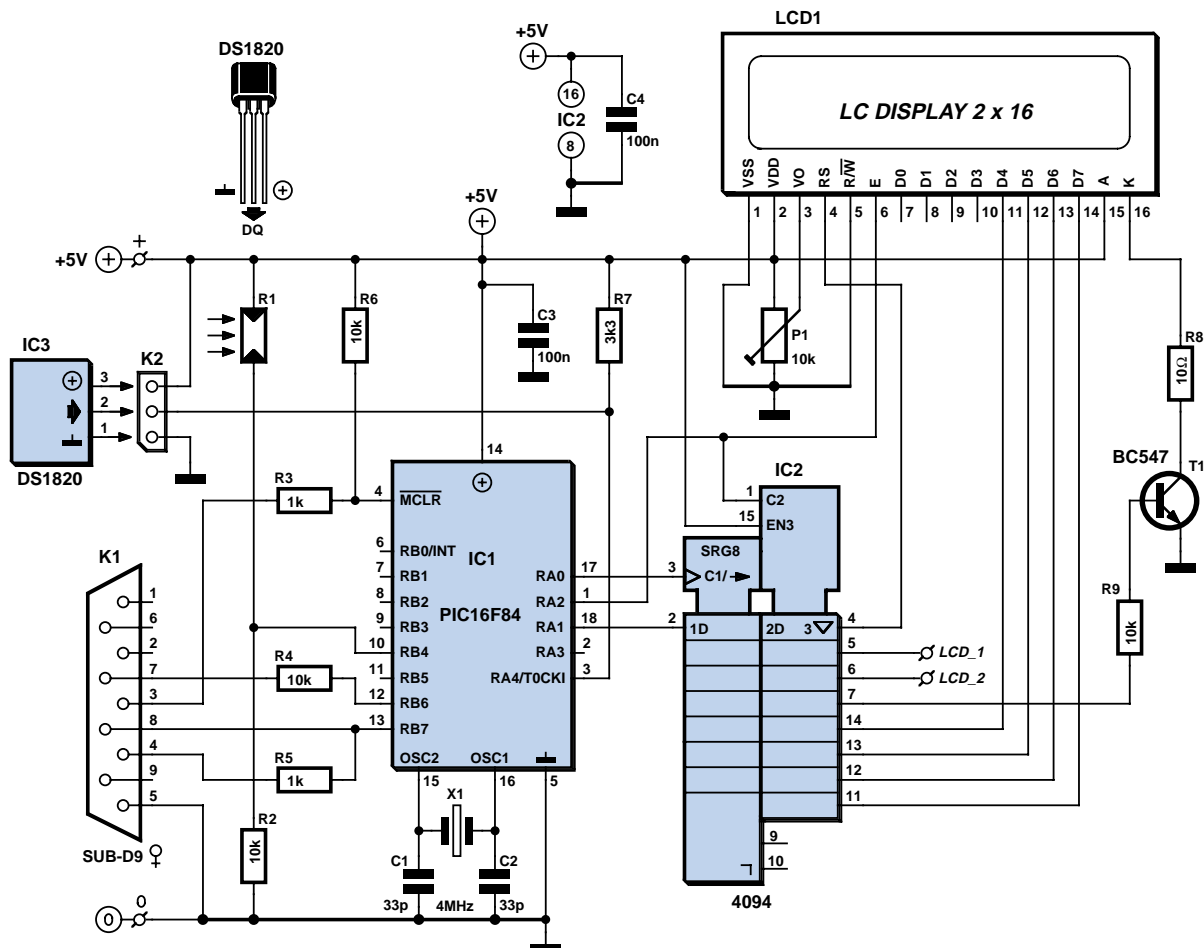 LCD1
DS1820
+5V
16
IC2
8
C4
100n
LC DISPLAY 2 x 16
VSS VDD VO RS R/W E D0 D1 D2 D3 D4 D5 D6 D7 A K
1 2 3 4 5 6 7 8 9 10 11 12 13 14 15 16
DQ
+5V
+5V
+
R1
R6
10k
C3
100n
R7
3k3
P1
10k
R8
10Ω
IC3
3
2
1
DS1820
K2
14
BC547
T1
R3
1k
4 MCLR
IC1
PIC16F84
6 RB0/INT
7 RB1
8 RB2
9 RB3
10 RB4
11 RB5
12 RB6
13 RB7
RA0 17
RA2 1
RA1 18
RA3 2
RA4/T0CKI 3
OSC2 OSC1
15 16 5
IC2
1 C2
15 EN3
SRG8
3 C1/
2 1D 2D 3 4
5 LCD_1
6 LCD_2
7
14
13
12
11
9
10
4094
R9
10k
K1
1
6
2
7
3
8
4
9
5
SUB-D9
R4
10k
R5
1k
R2
10k
X1
C1
33p
4MHz
C2
33p
0
0